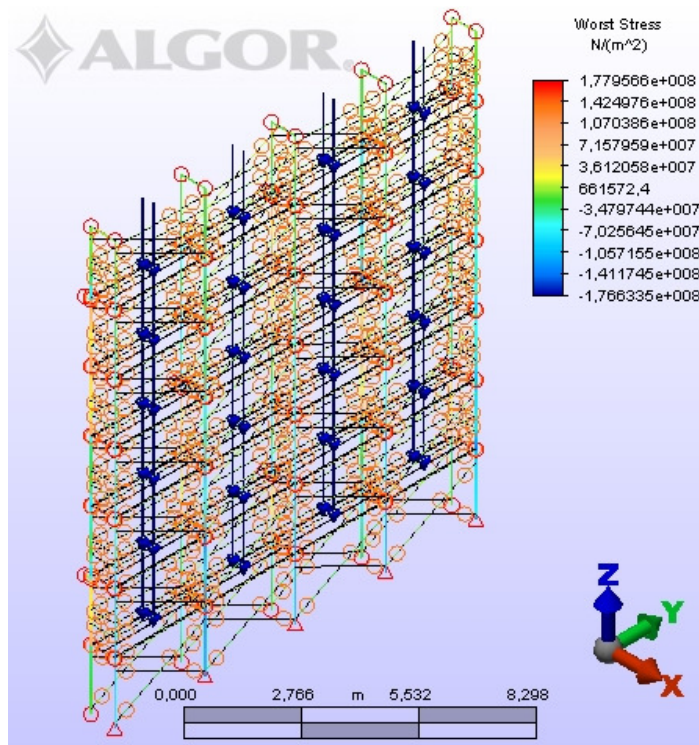 ALGOR®
Worst Stress
N/(m^2)
1,779566e+008
1,424976e+008
1,070386e+008
7,157959e+007
3,612058e+007
661572,4
-3,479744e+007
-7,025645e+007
-1,057155e+008
-1,411745e+008
-1,766335e+008
Z
Y
X
0,000 2,766 m 5,532 8,298